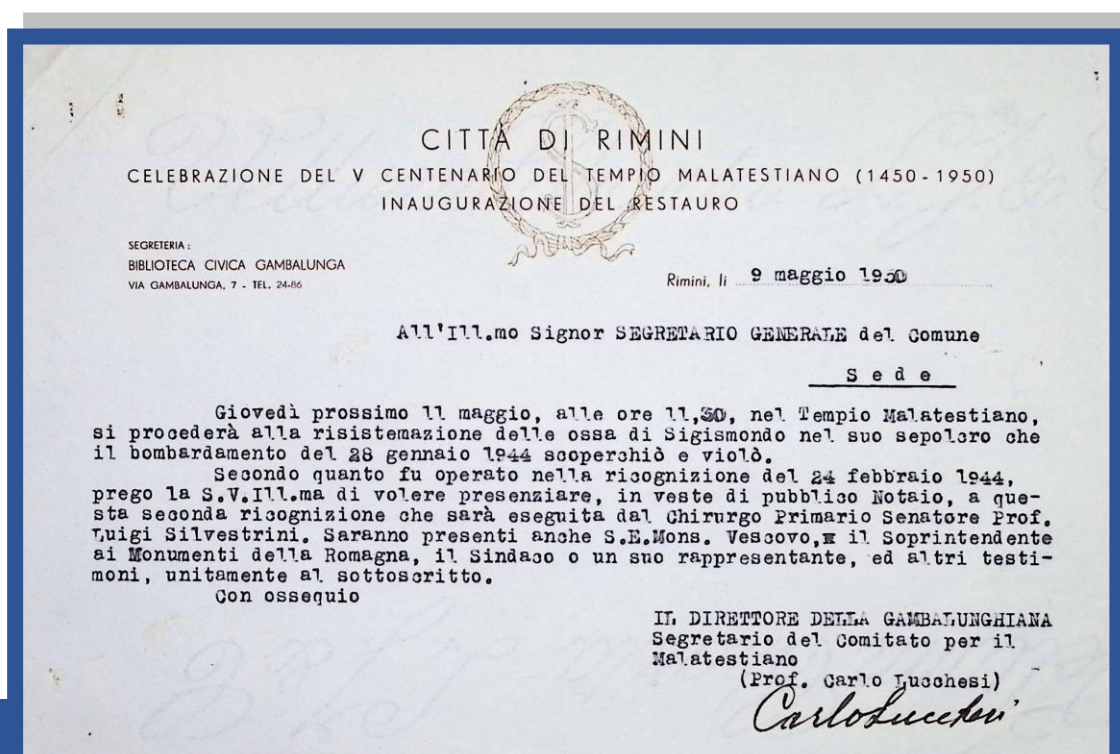 CITTÀ DI RIMINI
CELEBRAZIONE DEL V CENTENARIO DEL TEMPIO MALATESTIANO (1450-1950)
INAUGURAZIONE DEL RESTAURO
SEGRETERIA:
BIBLIOTECA CIVICA GAMBALUNGA
VIA GAMBALUNGA, 7 - TEL. 24-86
Rimini, li 9 maggio 1950
All'Ill.mo Signor SEGRETARIO GENERALE del Comune
S e d e
Giovedì prossimo 11 maggio, alle ore 11,30, nel Tempio Malatestiano,
si procederà alla risistemazione delle ossa di Sigismondo nel suo sepolcro che
il bombardamento del 28 gennaio 1944 scoperchiò e violò.
Secondo quanto fu operato nella ricognizione del 24 febbraio 1944,
prego la S.V.Ill.ma di volere presenziare, in veste di pubblico Notaio, a que-
sta seconda ricognizione che sarà eseguita dal Chirurgo Primario Senatore Prof.
Luigi Silvestrini. Saranno presenti anche S.E.Mons. Vescovo, il Soprintendente
ai Monumenti della Romagna, il Sindaco o un suo rappresentante, ed altri testi-
moni, unitamente al sottoscritto.
Con ossequio
IL DIRETTORE DELLA GAMBALUNGHIANA
Segretario del Comitato per il
Malatestiano
(Prof. Carlo Lucchesi)
Carlo Lucchesi